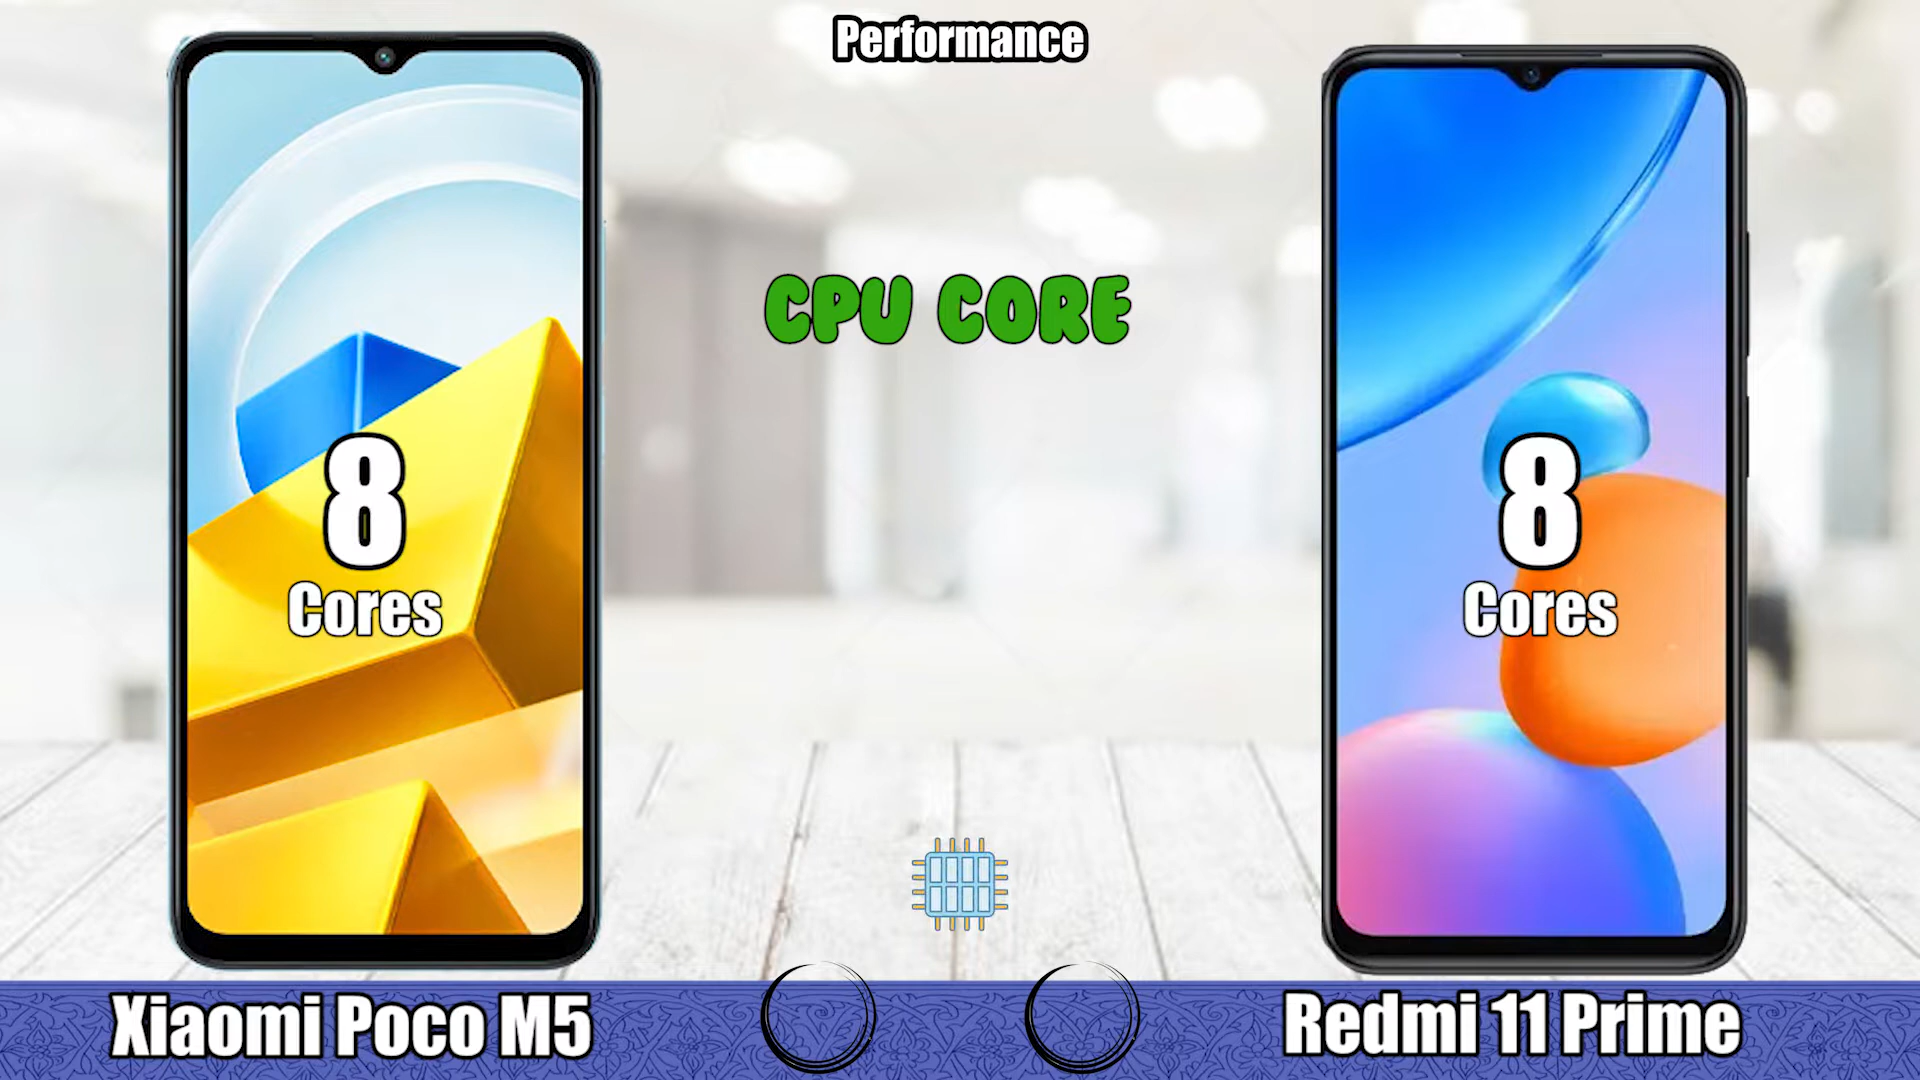 Performance
CPU CORE
8
Cores
8
Cores
Xiaomi Poco M5
Redmi 11 Prime